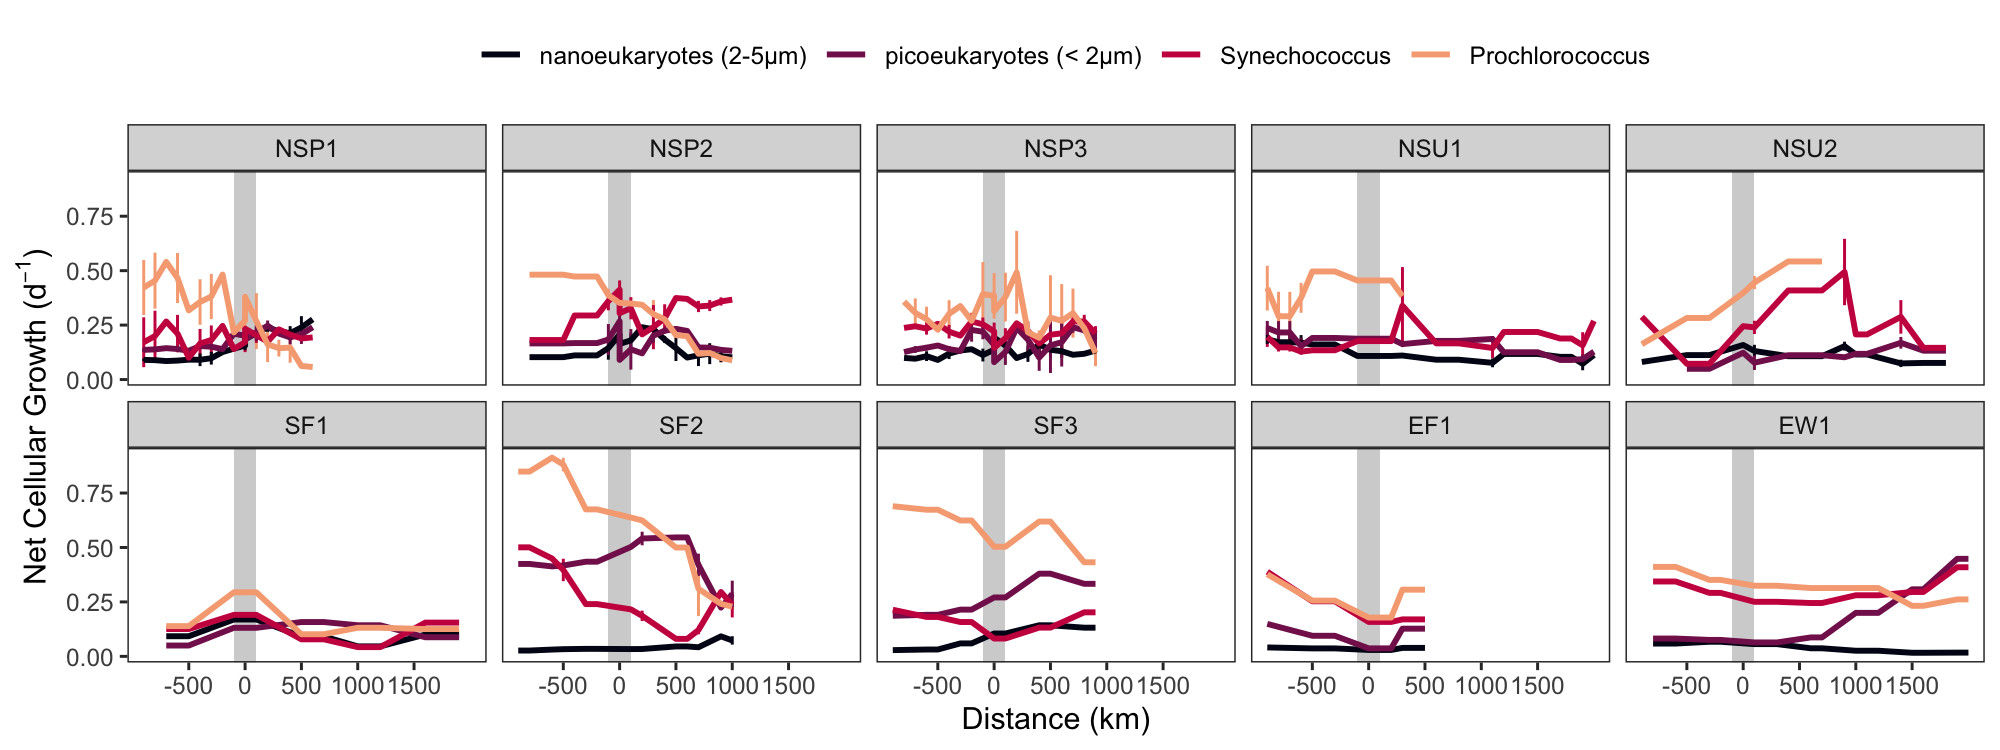 nanoeukaryotes (2-5μm) picoeukaryotes (< 2μm) Synechococcus Prochlorococcus
NSP1 NSP2 NSP3 NSU1 NSU2
0.75
0.50
0.25
0.00
SF1 SF2 SF3 EF1 EW1
0.75
0.50
0.25
0.00
-500 0 500 1000 1500 -500 0 500 1000 1500 -500 0 500 1000 1500 -500 0 500 1000 1500 -500 0 500 1000 1500
Distance (km)
Net Cellular Growth (d⁻¹)